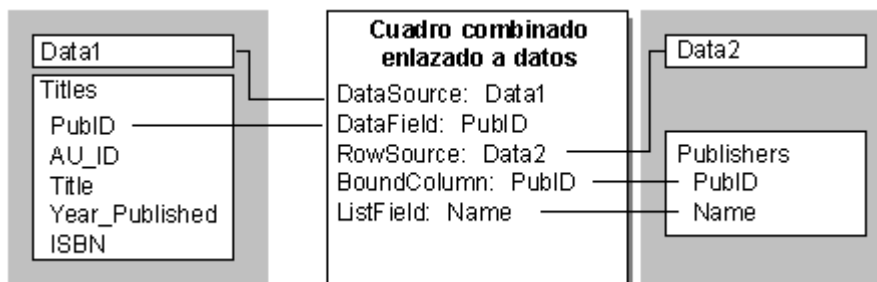 Data1
Titles
PubID
AU_ID
Title
Year_Published
ISBN
Cuadro combinado
enlazado a datos
DataSource: Data1
DataField: PubID
RowSource: Data2
BoundColumn: PubID
ListField: Name
Data2
Publishers
PubID
Name